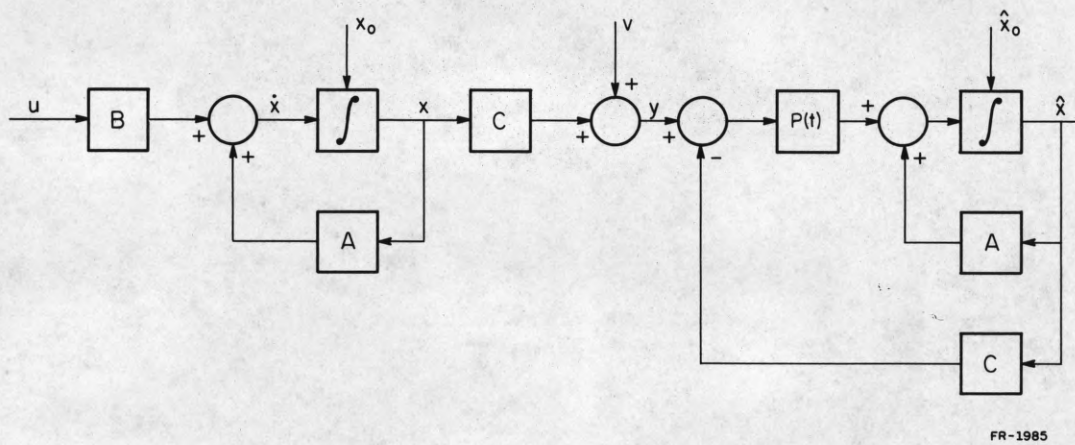 x₀
v
x̂₀
u
B
+
+
ẋ
∫
x
C
+
+
y
+
-
P(t)
+
+
∫
x̂
A
A
C
FR-1985